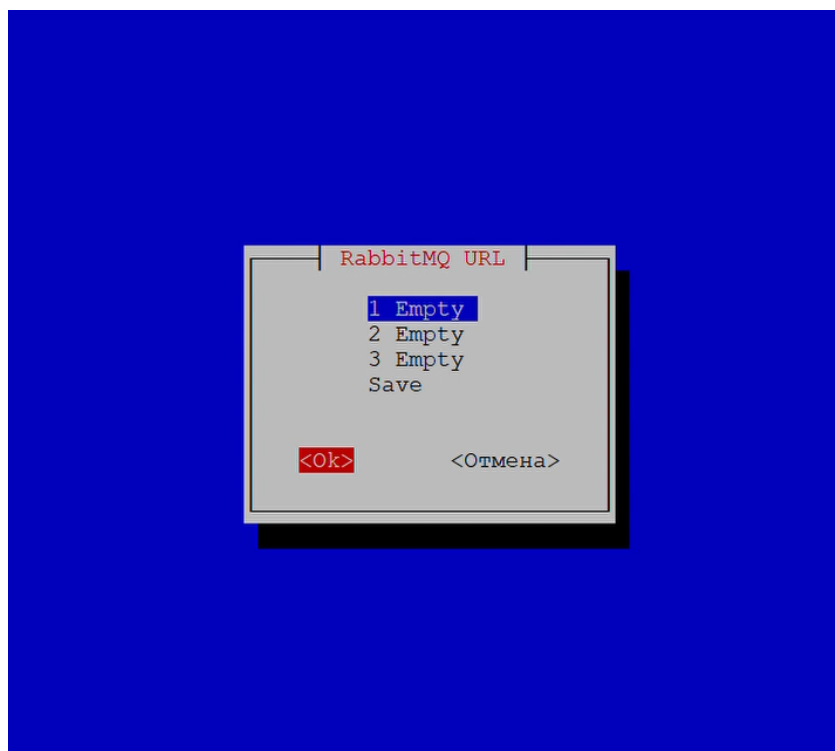 RabbitMQ URL
1 Empty
2 Empty
3 Empty
Save
<Ok> <Отмена>